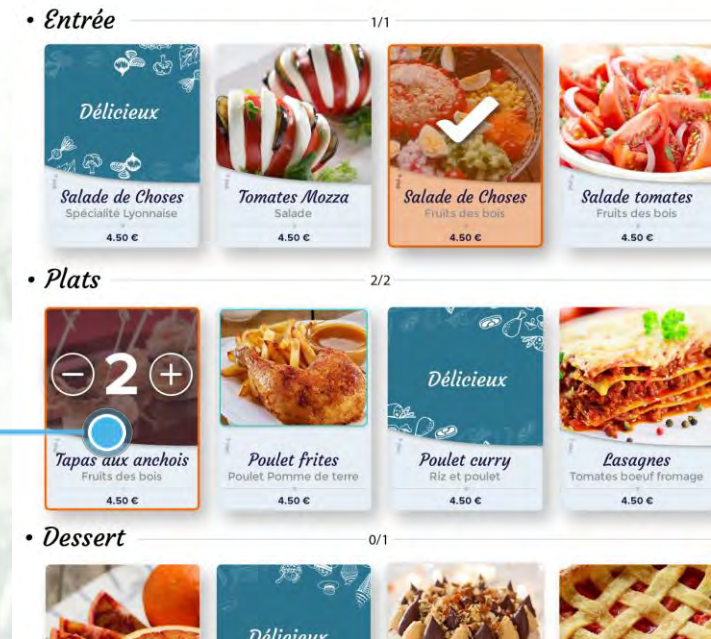 • Entrée
1/1
Délicieux
Salade de Choses
Spécialité Lyonnaise
4.50 €
Tomates Mozza
Salade
4.50 €
Salade de Choses
Fruits des bois
4.50 €
Salade tomates
Fruits des bois
4.50 €
• Plats
2/2
2
Tapas aux anchois
Fruits des bois
4.50 €
Poulet frites
Poulet Pomme de terre
4.50 €
Délicieux
Poulet curry
Riz et poulet
4.50 €
Lasagnes
Tomates boeuf fromage
4.50 €
• Dessert
0/1
Délicieux